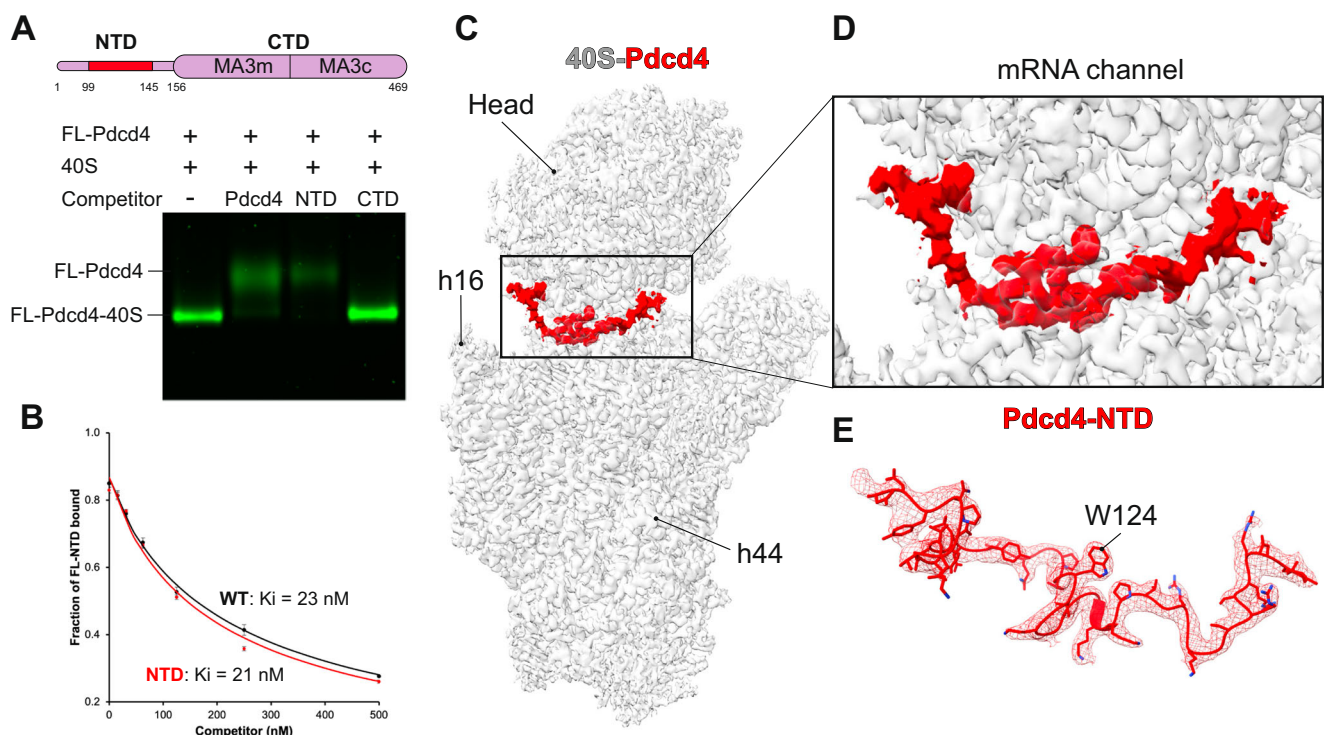 A
NTD CTD
MA3m MA3c
1 99 145 156 469
FL-Pdcd4 + + + +
40S + + + +
Competitor - Pdcd4 NTD CTD
FL-Pdcd4
FL-Pdcd4-40S
B
Fraction of FL-NTD bound
1.0
0.8
0.6
0.4
0.2
WT: Ki = 23 nM
NTD: Ki = 21 nM
0 100 200 300 400 500
Competitor (nM)
C
40S-Pdcd4
Head
h16
h44
D
mRNA channel
Pdcd4-NTD
E
W124